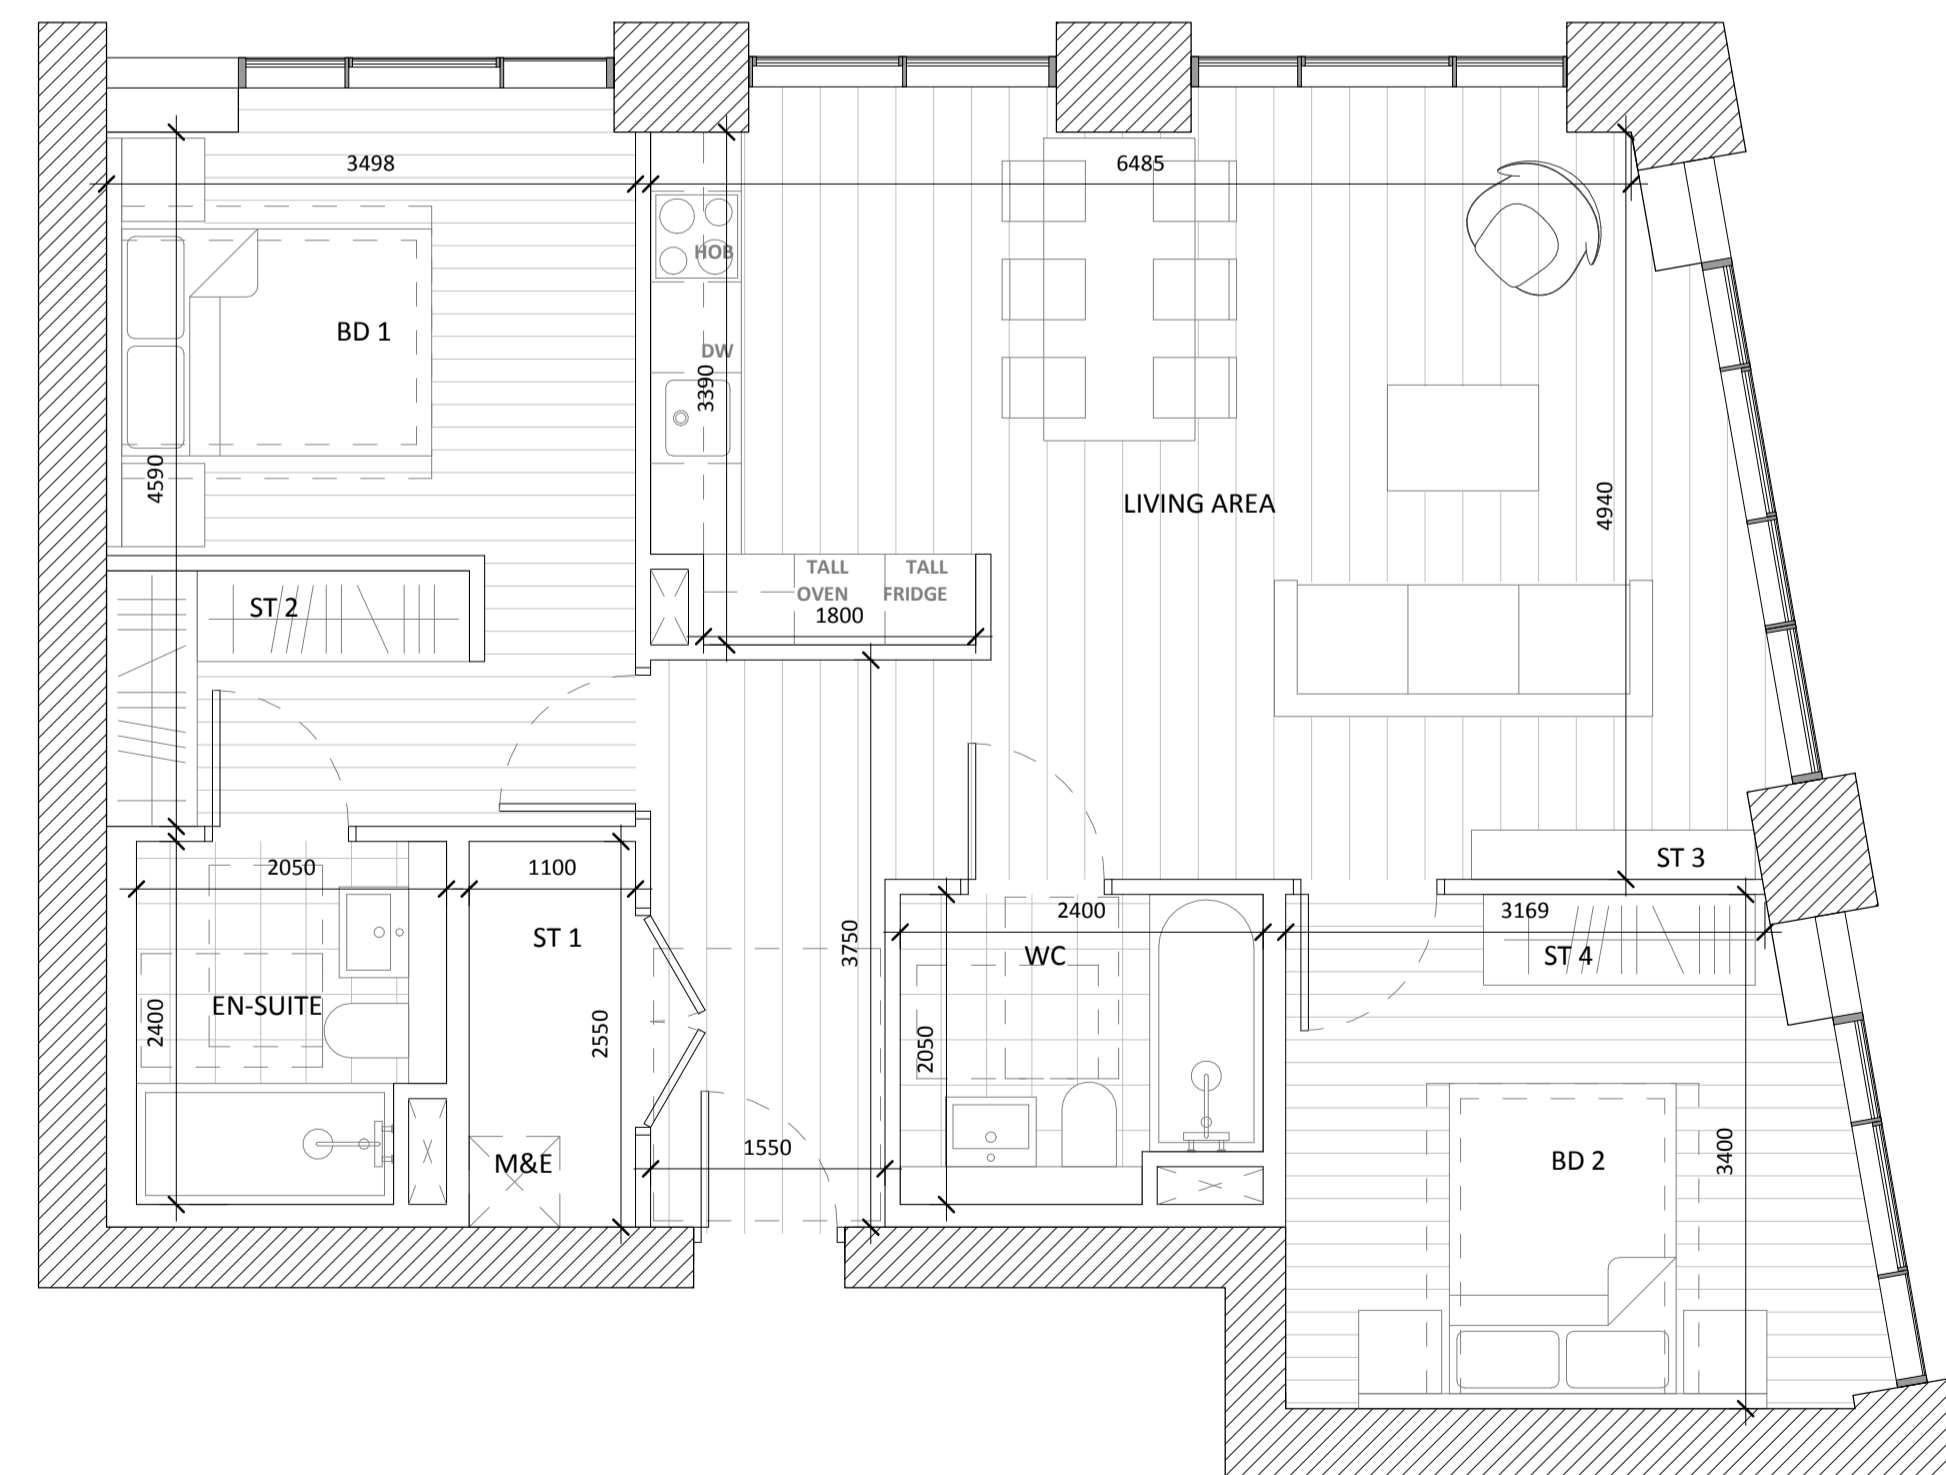 3498
6485
HOB
BD 1
DW
3390
4590
LIVING AREA
4940
TALL
OVEN
TALL
FRIDGE
1800
ST 2
2050
1100
ST 3
2400
3169
ST 1
3750
WC
ST 4
EN-SUITE
2400
2550
2050
1550
M&E
BD 2
3400